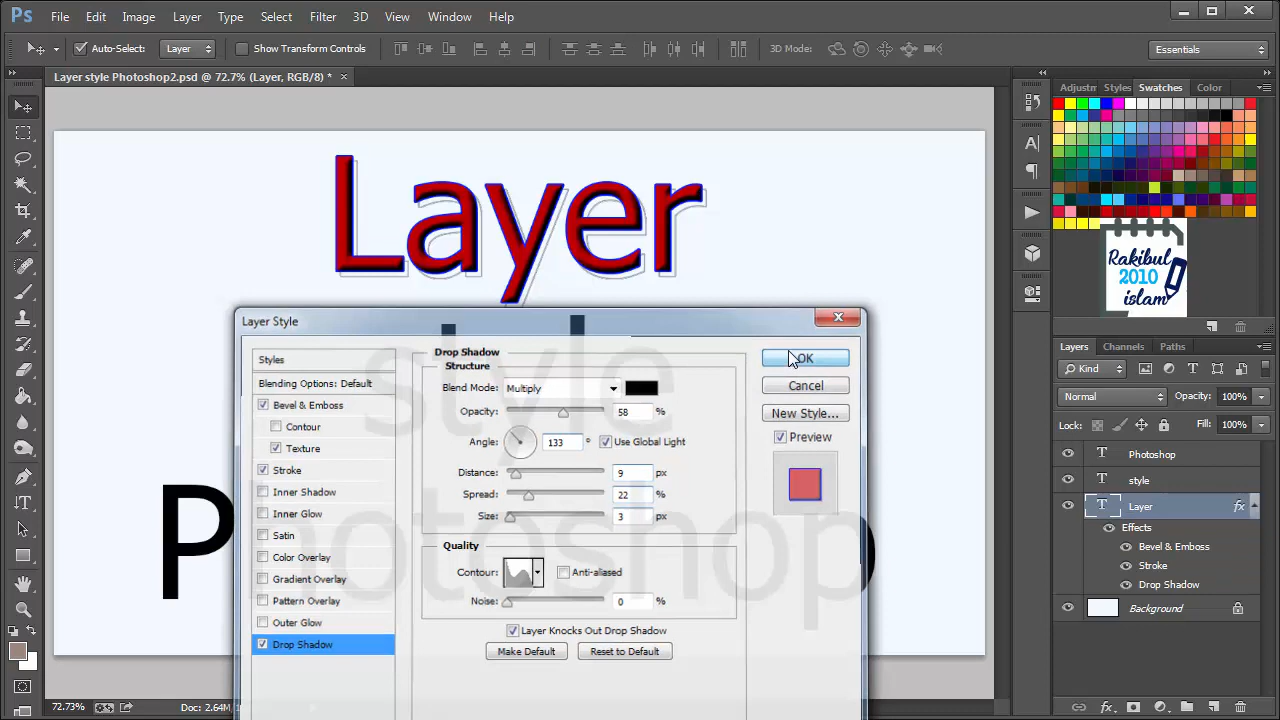 Ps File Edit Image Layer Type Select Filter 3D View Window Help
Auto-Select: Layer Show Transform Controls 3D Mode: Essentials
Layer style Photoshop2.psd @ 72.7% (Layer, RGB/8) * ×
Adjustm Styles Swatches Color
Layer
Rakibul
2010
islam
style
Photoshop
Layer Style
Styles
Blending Options: Default
Bevel & Emboss
Contour
Texture
Stroke
Inner Shadow
Inner Glow
Satin
Color Overlay
Gradient Overlay
Pattern Overlay
Outer Glow
Drop Shadow
Drop Shadow
Structure
Blend Mode: Multiply
Opacity: 58 %
Angle: 133 ° Use Global Light
Distance: 9 px
Spread: 22 %
Size: 3 px
Quality
Contour: Anti-aliased
Noise: 0 %
Layer Knocks Out Drop Shadow
Make Default Reset to Default
OK
Cancel
New Style...
Preview
Layers Channels Paths
Kind
Normal Opacity: 100%
Lock: Fill: 100%
Photoshop
style
Layer fx
Effects
Bevel & Emboss
Stroke
Drop Shadow
Background
72.73% Doc: 2.64M